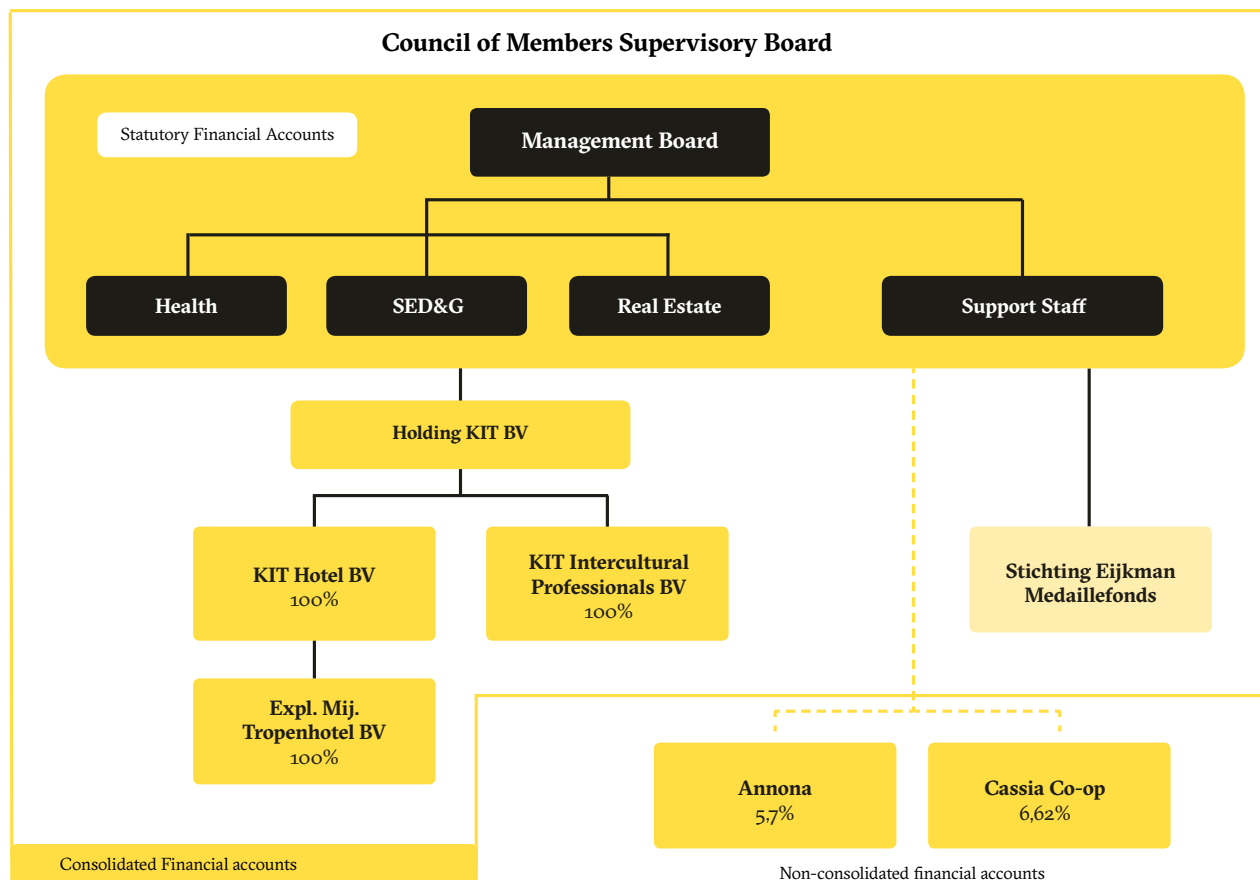 Council of Members Supervisory Board
Statutory Financial Accounts
Management Board
Health
SED&G
Real Estate
Support Staff
Holding KIT BV
KIT Hotel BV
100%
KIT Intercultural
Professionals BV
100%
Stichting Eijkman
Medaillefonds
Expl. Mij.
Tropenhotel BV
100%
Annona
5,7%
Cassia Co-op
6,62%
Consolidated Financial accounts
Non-consolidated financial accounts